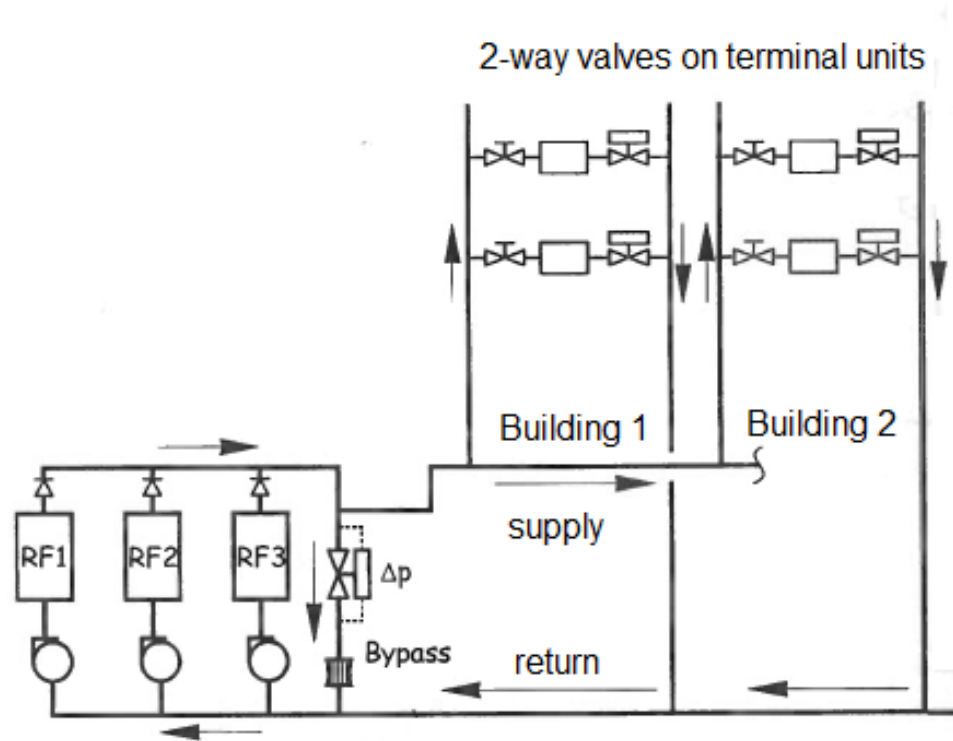 2-way valves on terminal units
Building 1
Building 2
supply
RF1
RF2
RF3
Δp
Bypass
return